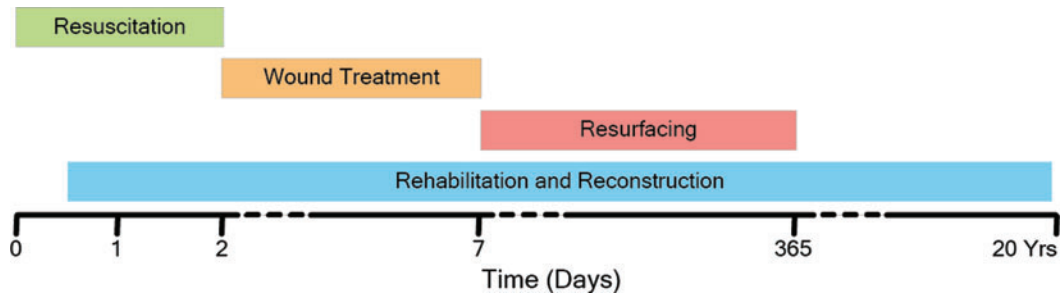 Resuscitation
Wound Treatment
Resurfacing
Rehabilitation and Reconstruction
0 1 2 7 365 20 Yrs
Time (Days)